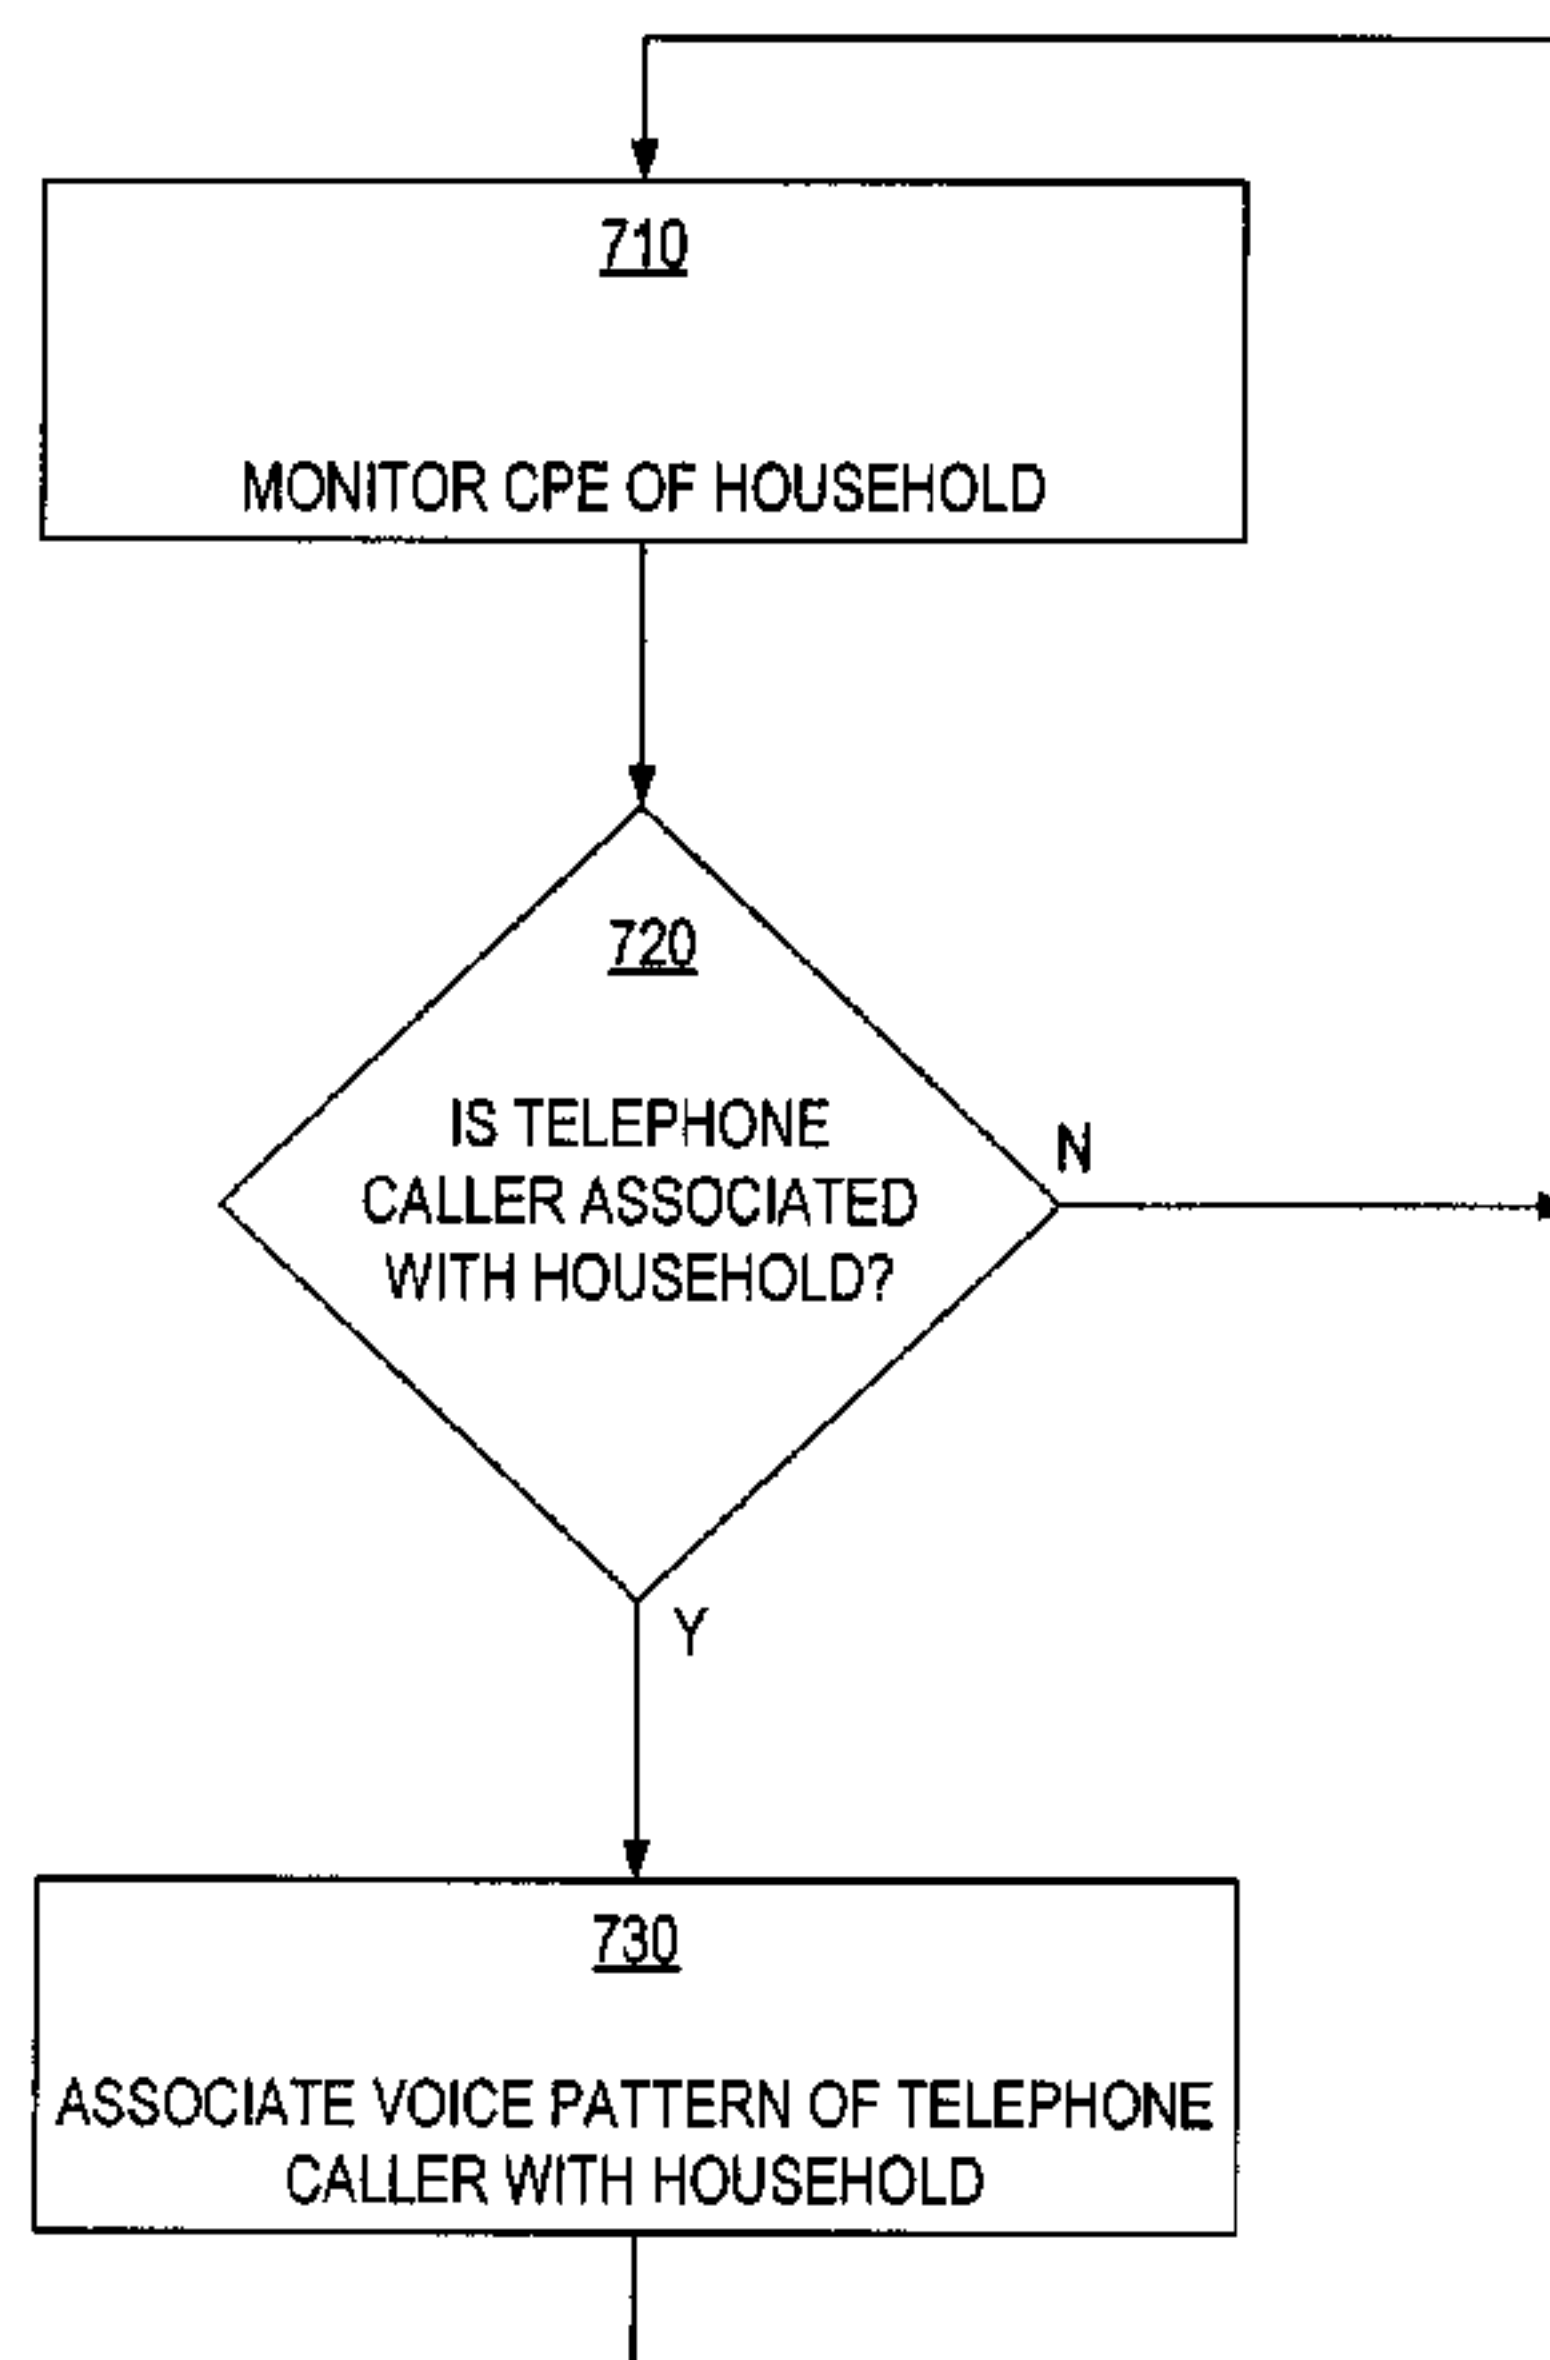 710
MONITOR CPE OF HOUSEHOLD
720
IS TELEPHONE
CALLER ASSOCIATED
WITH HOUSEHOLD?
N
Y
730
ASSOCIATE VOICE PATTERN OF TELEPHONE
CALLER WITH HOUSEHOLD